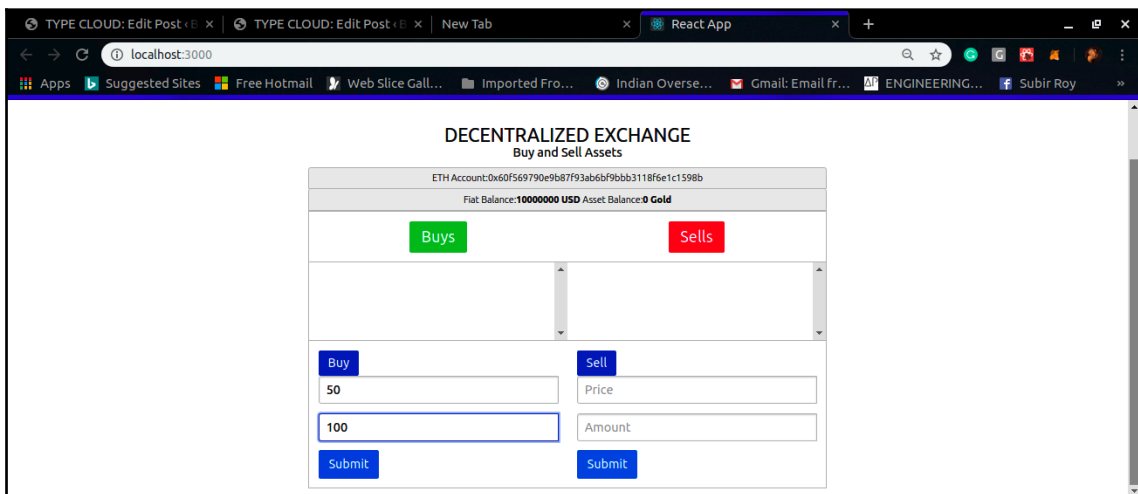 TYPE CLOUD: Edit Post ‹ B TYPE CLOUD: Edit Post ‹ B New Tab React App
localhost:3000
Apps Suggested Sites Free Hotmail Web Slice Gall... Imported Fro... Indian Overse... Gmail: Email fr... ENGINEERING... Subir Roy »
DECENTRALIZED EXCHANGE
Buy and Sell Assets
ETH Account:0x60f569790e9b87f93ab6bf9bbb3118f6e1c1598b
Fiat Balance:10000000 USD Asset Balance:0 Gold
Buys Sells
Buy Sell
50 Price
100 Amount
Submit Submit